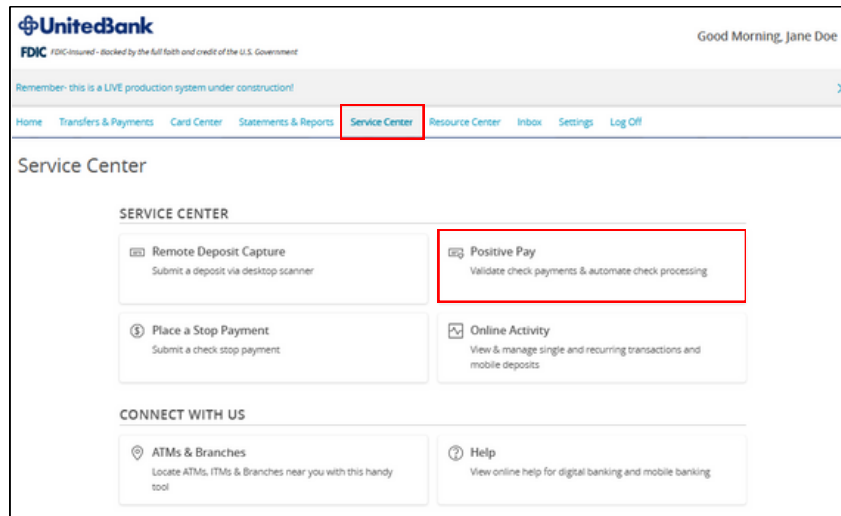 UnitedBank
Good Morning, Jane Doe
FDIC FDIC-Insured - Backed by the full faith and credit of the U.S. Government
Remember- this is a LIVE production system under construction!
Home Transfers & Payments Card Center Statements & Reports Service Center Resource Center Inbox Settings Log Off
Service Center
SERVICE CENTER
Remote Deposit Capture
Submit a deposit via desktop scanner
Positive Pay
Validate check payments & automate check processing
Place a Stop Payment
Submit a check stop payment
Online Activity
View & manage single and recurring transactions and
mobile deposits
CONNECT WITH US
ATMs & Branches
Locate ATMs, ITMs & Branches near you with this handy
tool
Help
View online help for digital banking and mobile banking